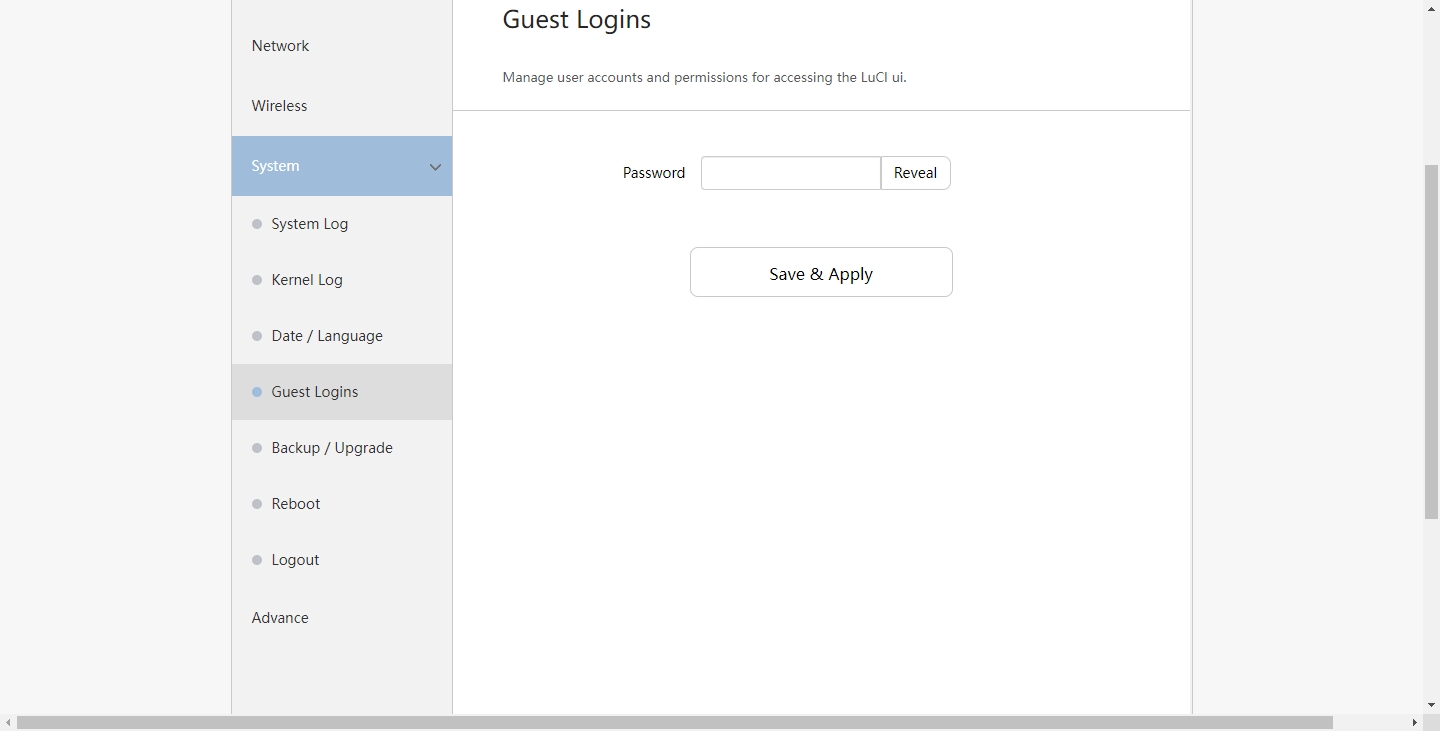 Guest Logins
Manage user accounts and permissions for accessing the LuCI ui.
Network
Wireless
System
System Log
Kernel Log
Date / Language
Guest Logins
Backup / Upgrade
Reboot
Logout
Advance
Password
Reveal
Save & Apply